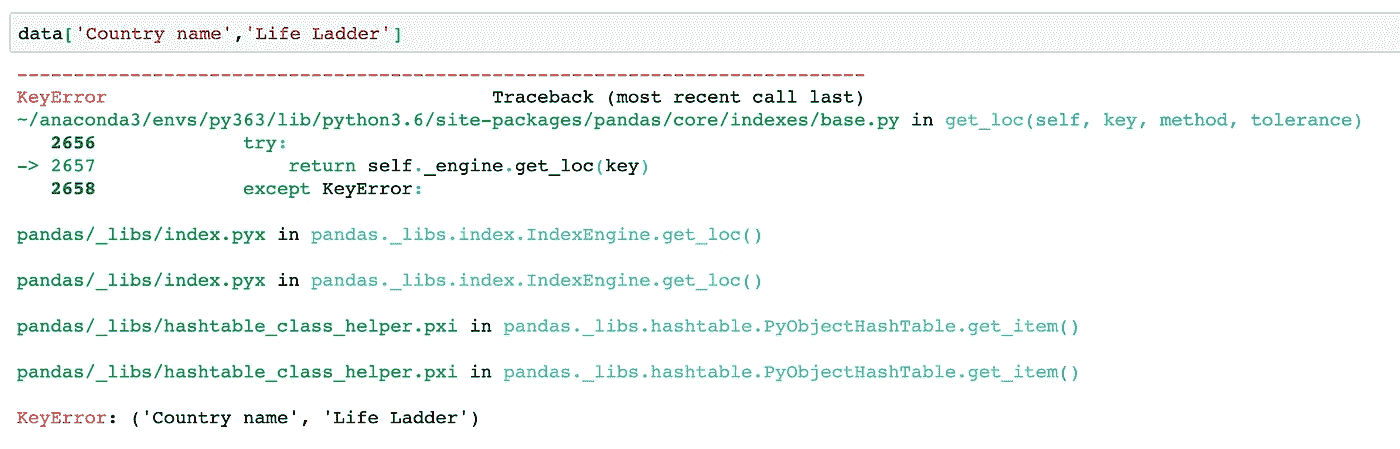 data['Country name','Life Ladder']
---------------------------------------------------------------------------
KeyError                                  Traceback (most recent call last)
~/anaconda3/envs/py363/lib/python3.6/site-packages/pandas/core/indexes/base.py in get_loc(self, key, method, tolerance)
   2656             try:
-> 2657                 return self._engine.get_loc(key)
   2658             except KeyError:
pandas/_libs/index.pyx in pandas._libs.index.IndexEngine.get_loc()
pandas/_libs/index.pyx in pandas._libs.index.IndexEngine.get_loc()
pandas/_libs/hashtable_class_helper.pxi in pandas._libs.hashtable.PyObjectHashTable.get_item()
pandas/_libs/hashtable_class_helper.pxi in pandas._libs.hashtable.PyObjectHashTable.get_item()
KeyError: ('Country name', 'Life Ladder')